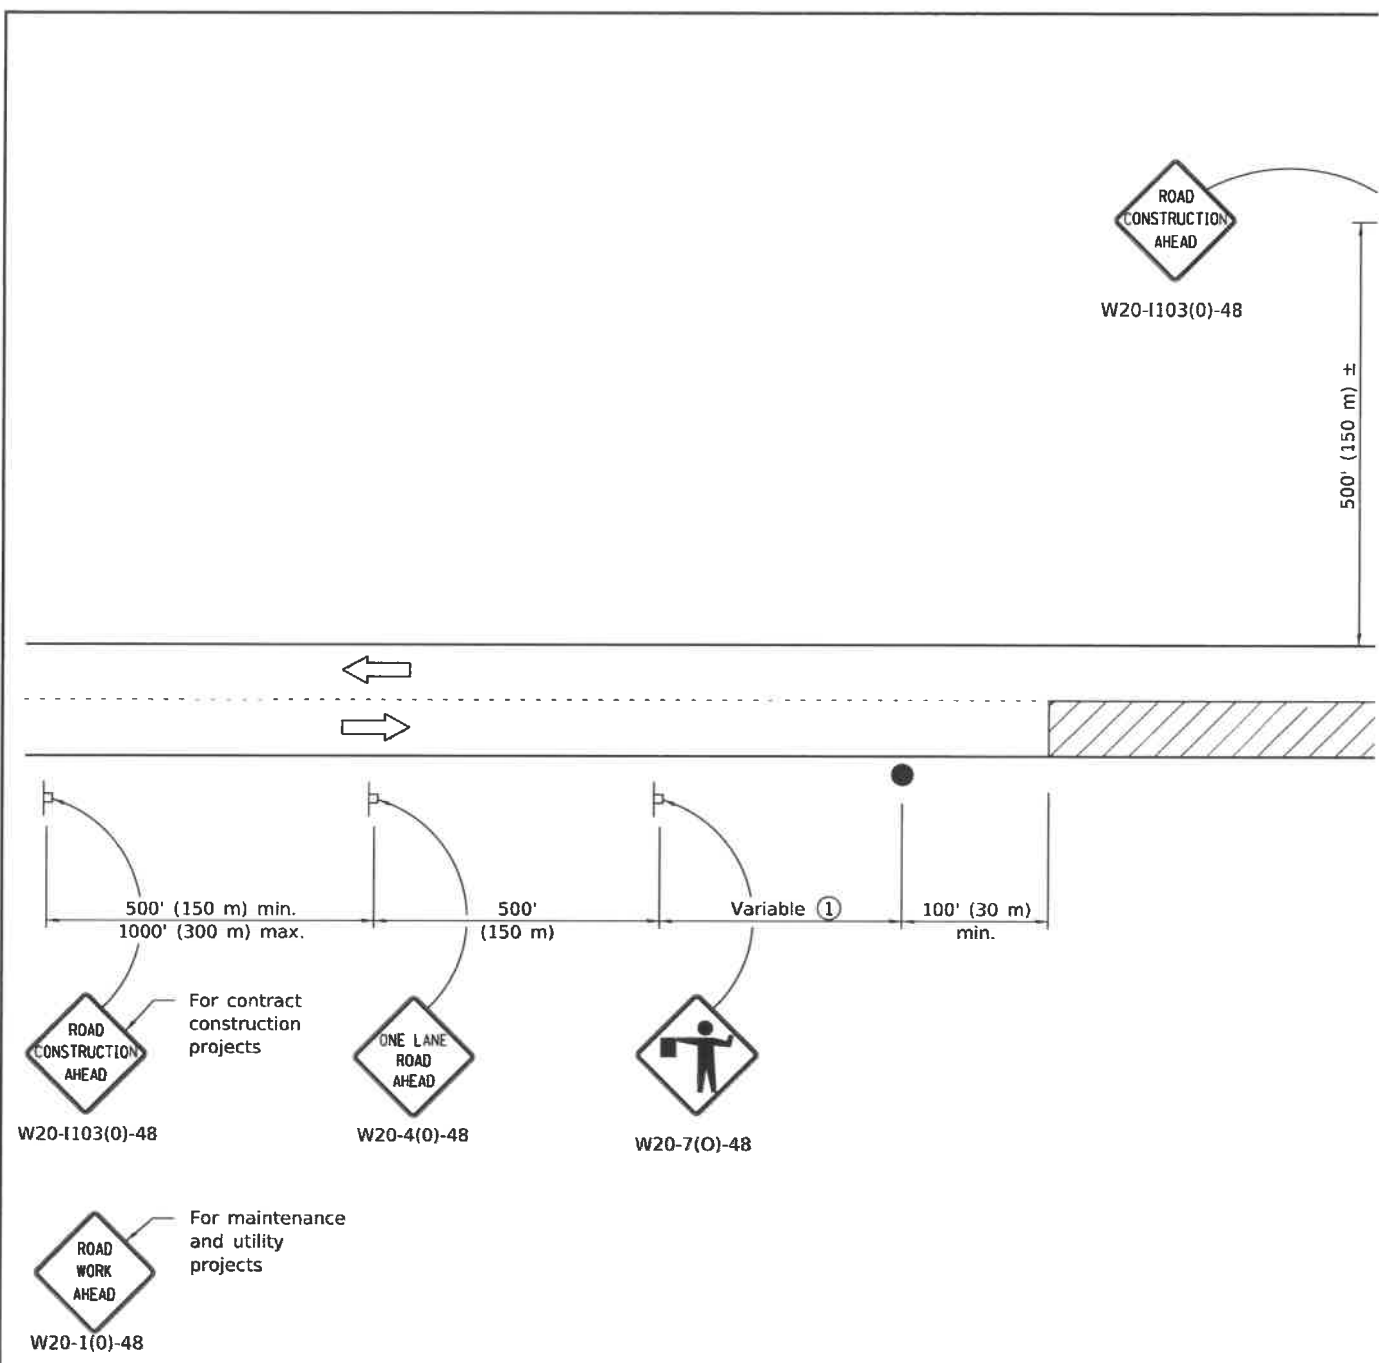 ROAD
CONSTRUCTION
AHEAD
W20-I103(0)-48
500' (150 m) ±
500' (150 m) min.
1000' (300 m) max.
500'
(150 m)
Variable ①
100' (30 m)
min.
ROAD
CONSTRUCTION
AHEAD
For contract
construction
projects
W20-I103(0)-48
ONE LANE
ROAD
AHEAD
W20-4(0)-48
W20-7(O)-48
ROAD
WORK
AHEAD
For maintenance
and utility
projects
W20-1(0)-48